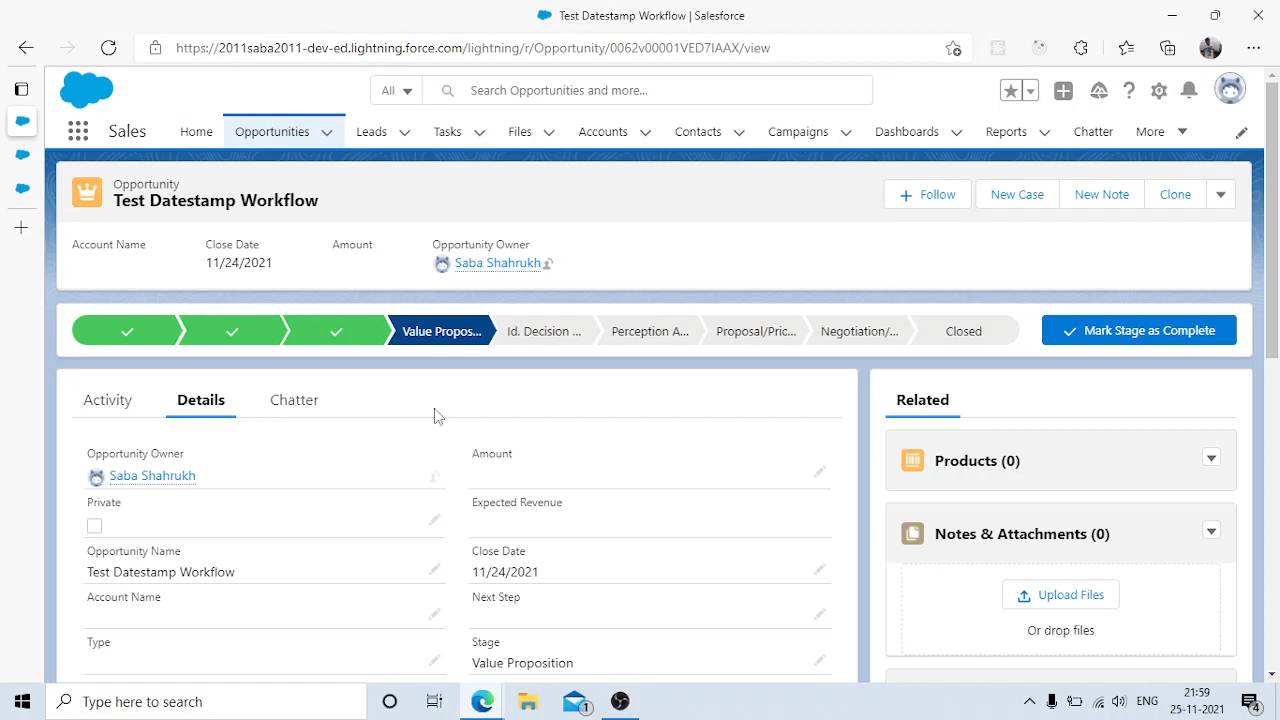 Test Datestamp Workflow | Salesforce
https://2011saba2011-dev-ed.lightning.force.com/lightning/r/Opportunity/0062v00001VED7lAAX/view
All
Search Opportunities and more...
Sales
Home
Opportunities
Leads
Tasks
Files
Accounts
Contacts
Campaigns
Dashboards
Reports
Chatter
More
Opportunity
Test Datestamp Workflow
Follow
New Case
New Note
Clone
Account Name
Close Date
Amount
Opportunity Owner
11/24/2021
Saba Shahrukh
Value Propos...
Id. Decision ...
Perception A...
Proposal/Pric...
Negotiation/...
Closed
Mark Stage as Complete
Activity
Details
Chatter
Related
Opportunity Owner
Saba Shahrukh
Amount
Private
Expected Revenue
Opportunity Name
Test Datestamp Workflow
Close Date
11/24/2021
Account Name
Next Step
Type
Stage
Value Proposition
Products (0)
Notes & Attachments (0)
Upload Files
Or drop files
Type here to search
1
ENG
21:59
25-11-2021
4